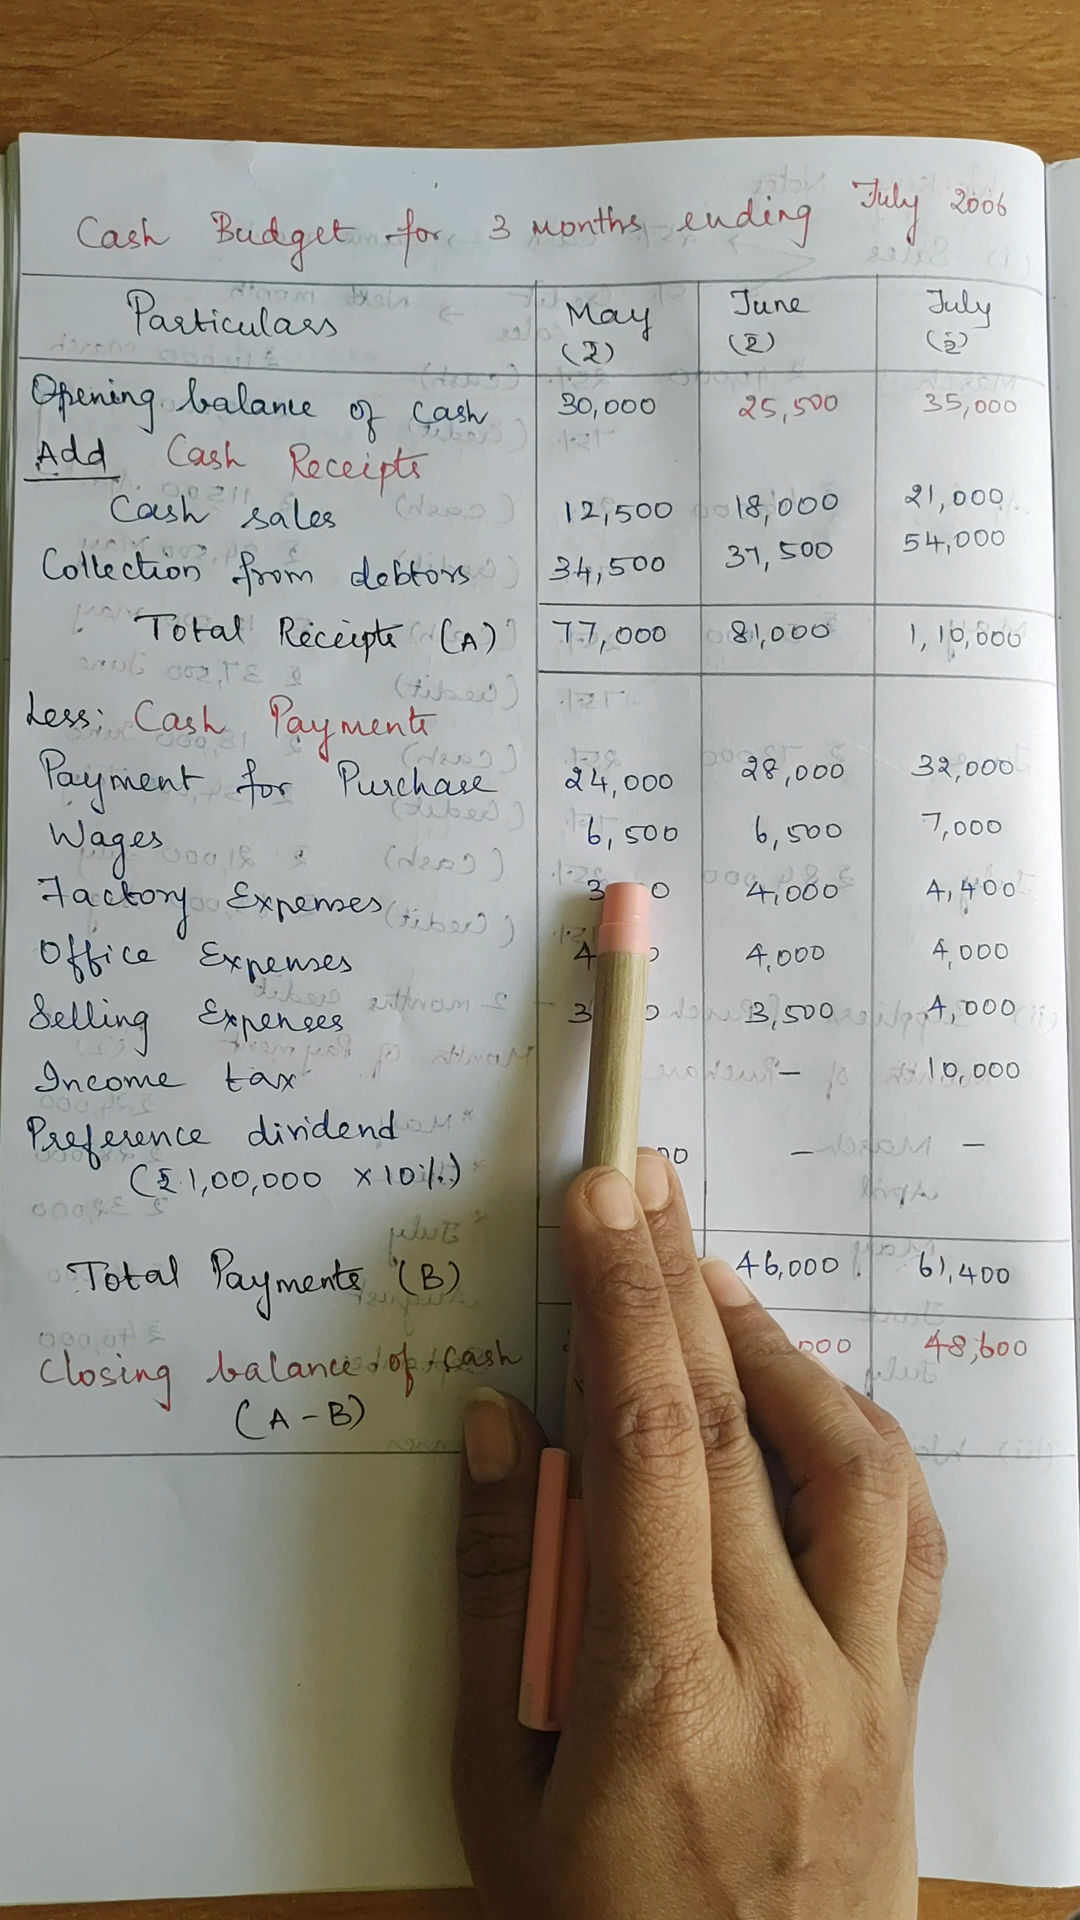 Cash Budget for 3 months ending July 2006
Particulars May (₹) June (₹) July (₹)
Opening balance of cash 30,000 25,500 35,000
Add Cash Receipts
Cash sales 12,500 18,000 21,000
Collection from debtors 34,500 37,500 54,000
Total Receipts (A) 77,000 81,000 1,10,000
Less: Cash Payments
Payment for Purchase 24,000 28,000 32,000
Wages 6,500 6,500 7,000
Factory Expenses 4,000 4,400
Office Expenses 4,000 4,000
Selling Expenses 3,500 4,000
Income tax – 10,000
Preference dividend – –
(₹1,00,000 x 10%)
Total Payments (B) 46,000 61,400
Closing balance of cash 48,600
(A - B)